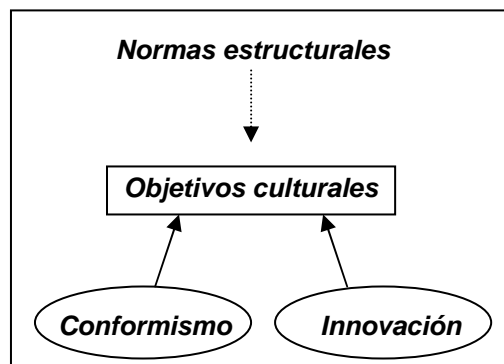 Normas estructurales
Objetivos culturales
Conformismo
Innovación